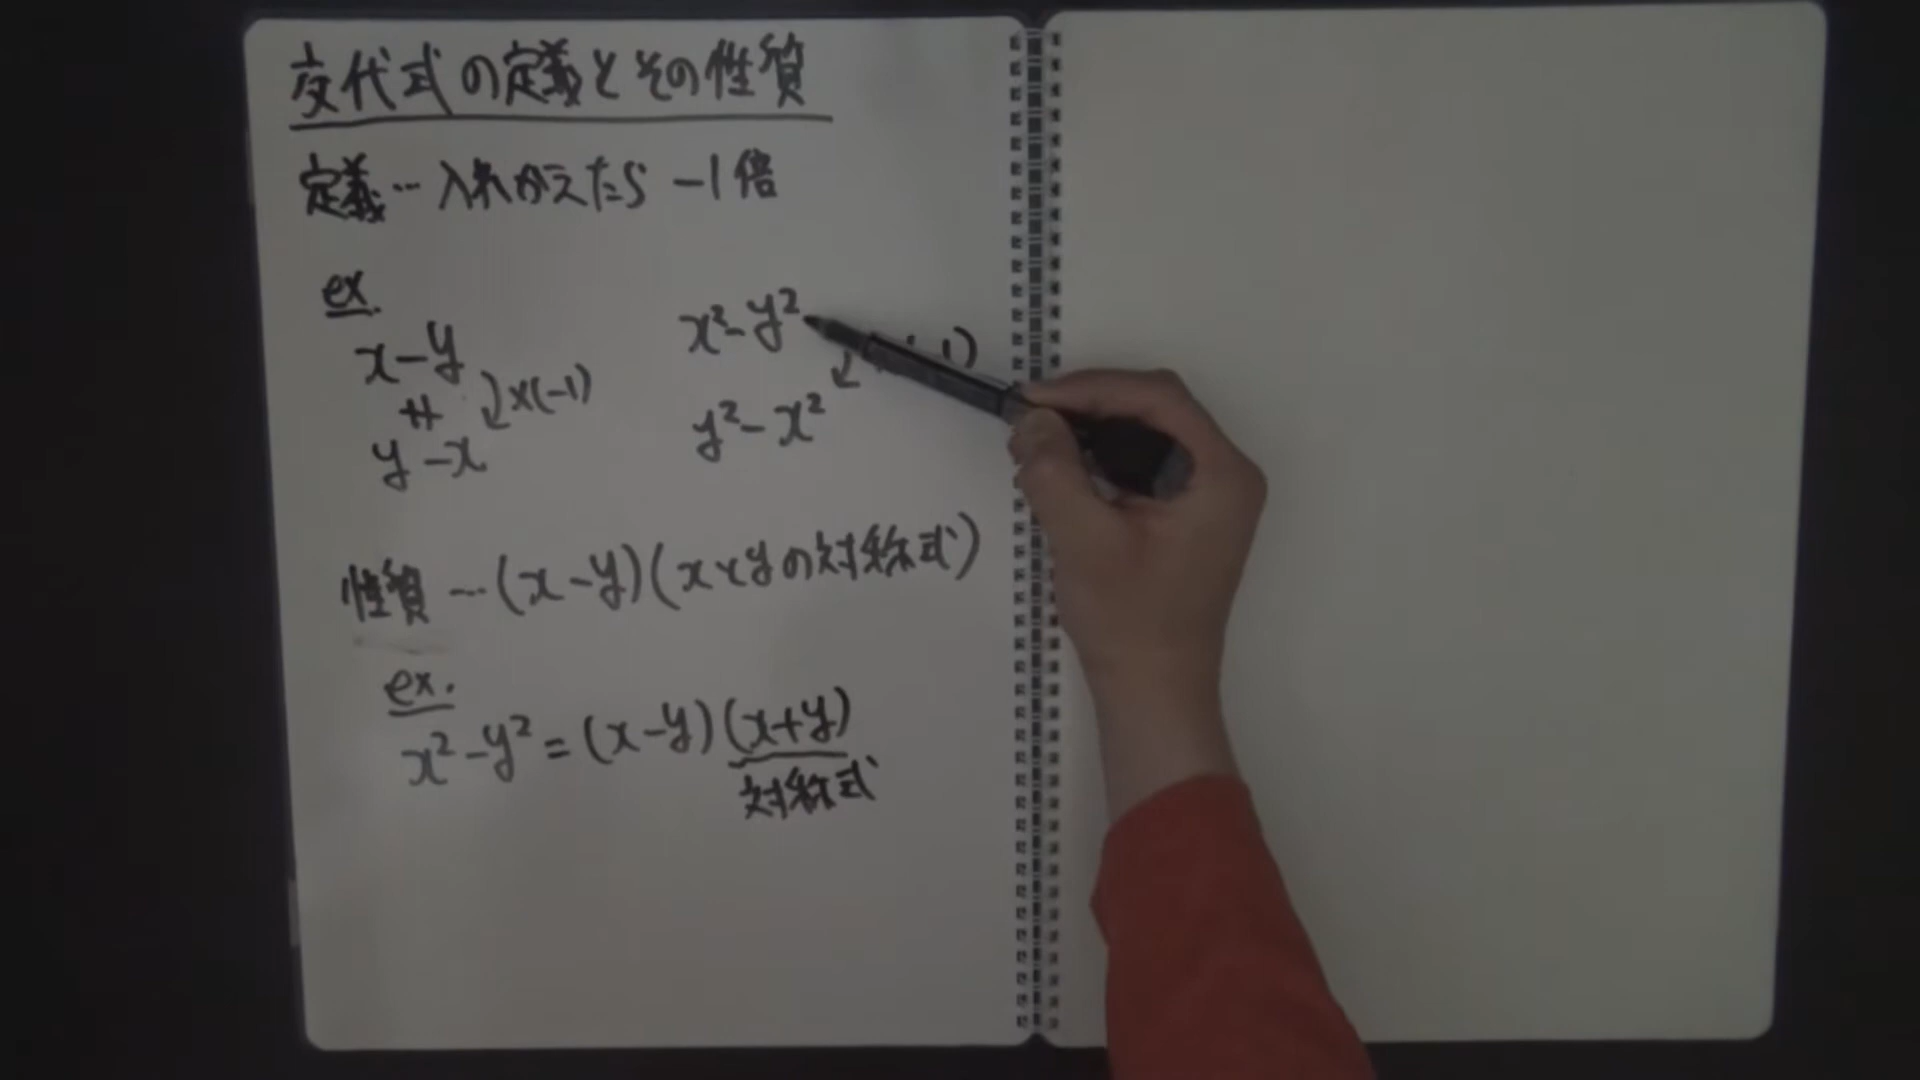 交代式の定義とその性質
定義…入れかえたら -1倍
ex.
x-y
≠
y-x
×(-1)
x²-y²
y²-x²
性質…(x-y)(xとyの対称式)
ex.
x²-y²=(x-y)(x+y)
対称式